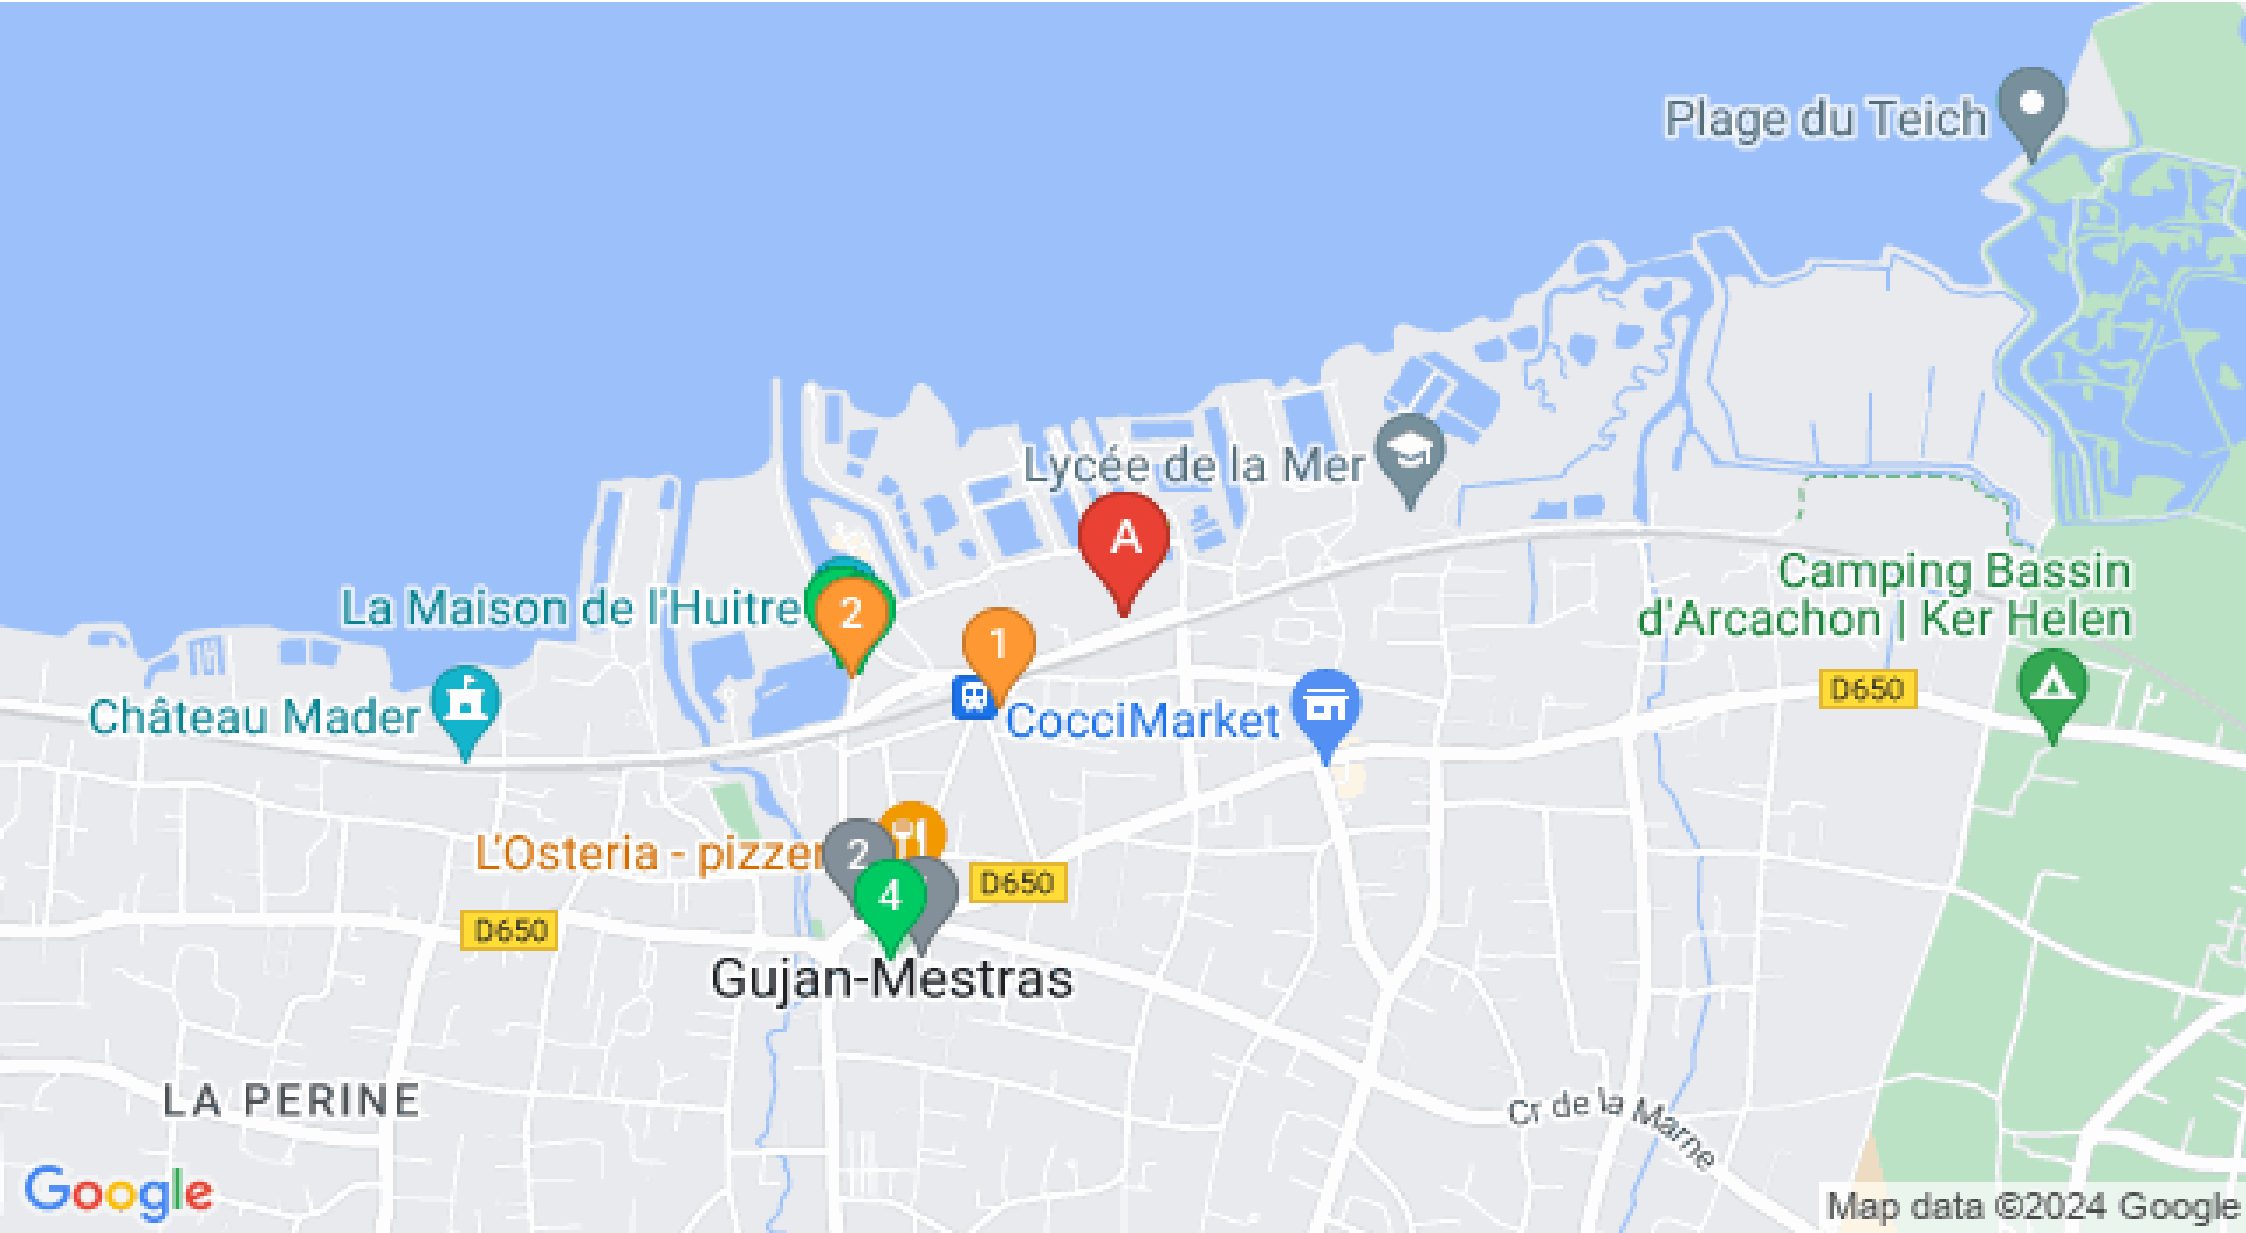 Plage du Teich
Lycée de la Mer
A
La Maison de l'Huitre
2
1
Camping Bassin
d'Arcachon | Ker Helen
Château Mader
CocciMarket
D650
L'Osteria - pizzer
2
4
D650
D650
Gujan-Mestras
LA PERINE
Cr de la Marne
Google
Map data ©2024 Google